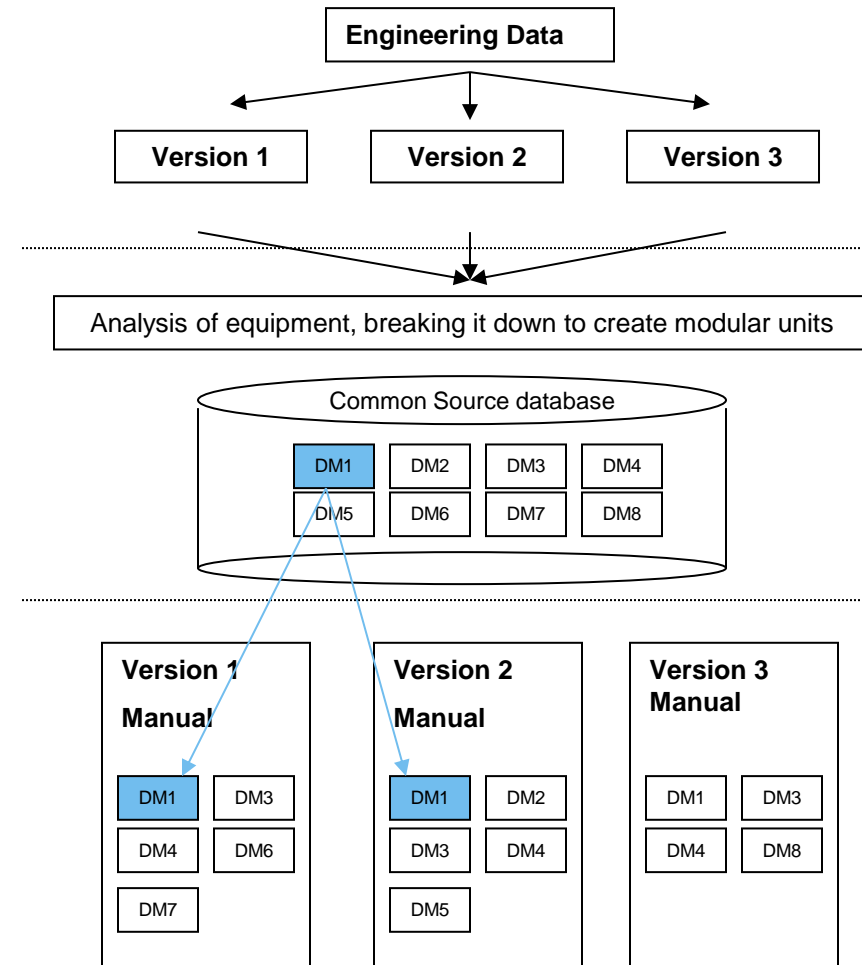 Engineering Data
Version 1
Version 2
Version 3
Analysis of equipment, breaking it down to create modular units
Common Source database
DM1
DM2
DM3
DM4
DM5
DM6
DM7
DM8
Version 1
Manual
DM1
DM3
DM4
DM6
DM7
Version 2
Manual
DM1
DM2
DM3
DM4
DM5
Version 3
Manual
DM1
DM3
DM4
DM8